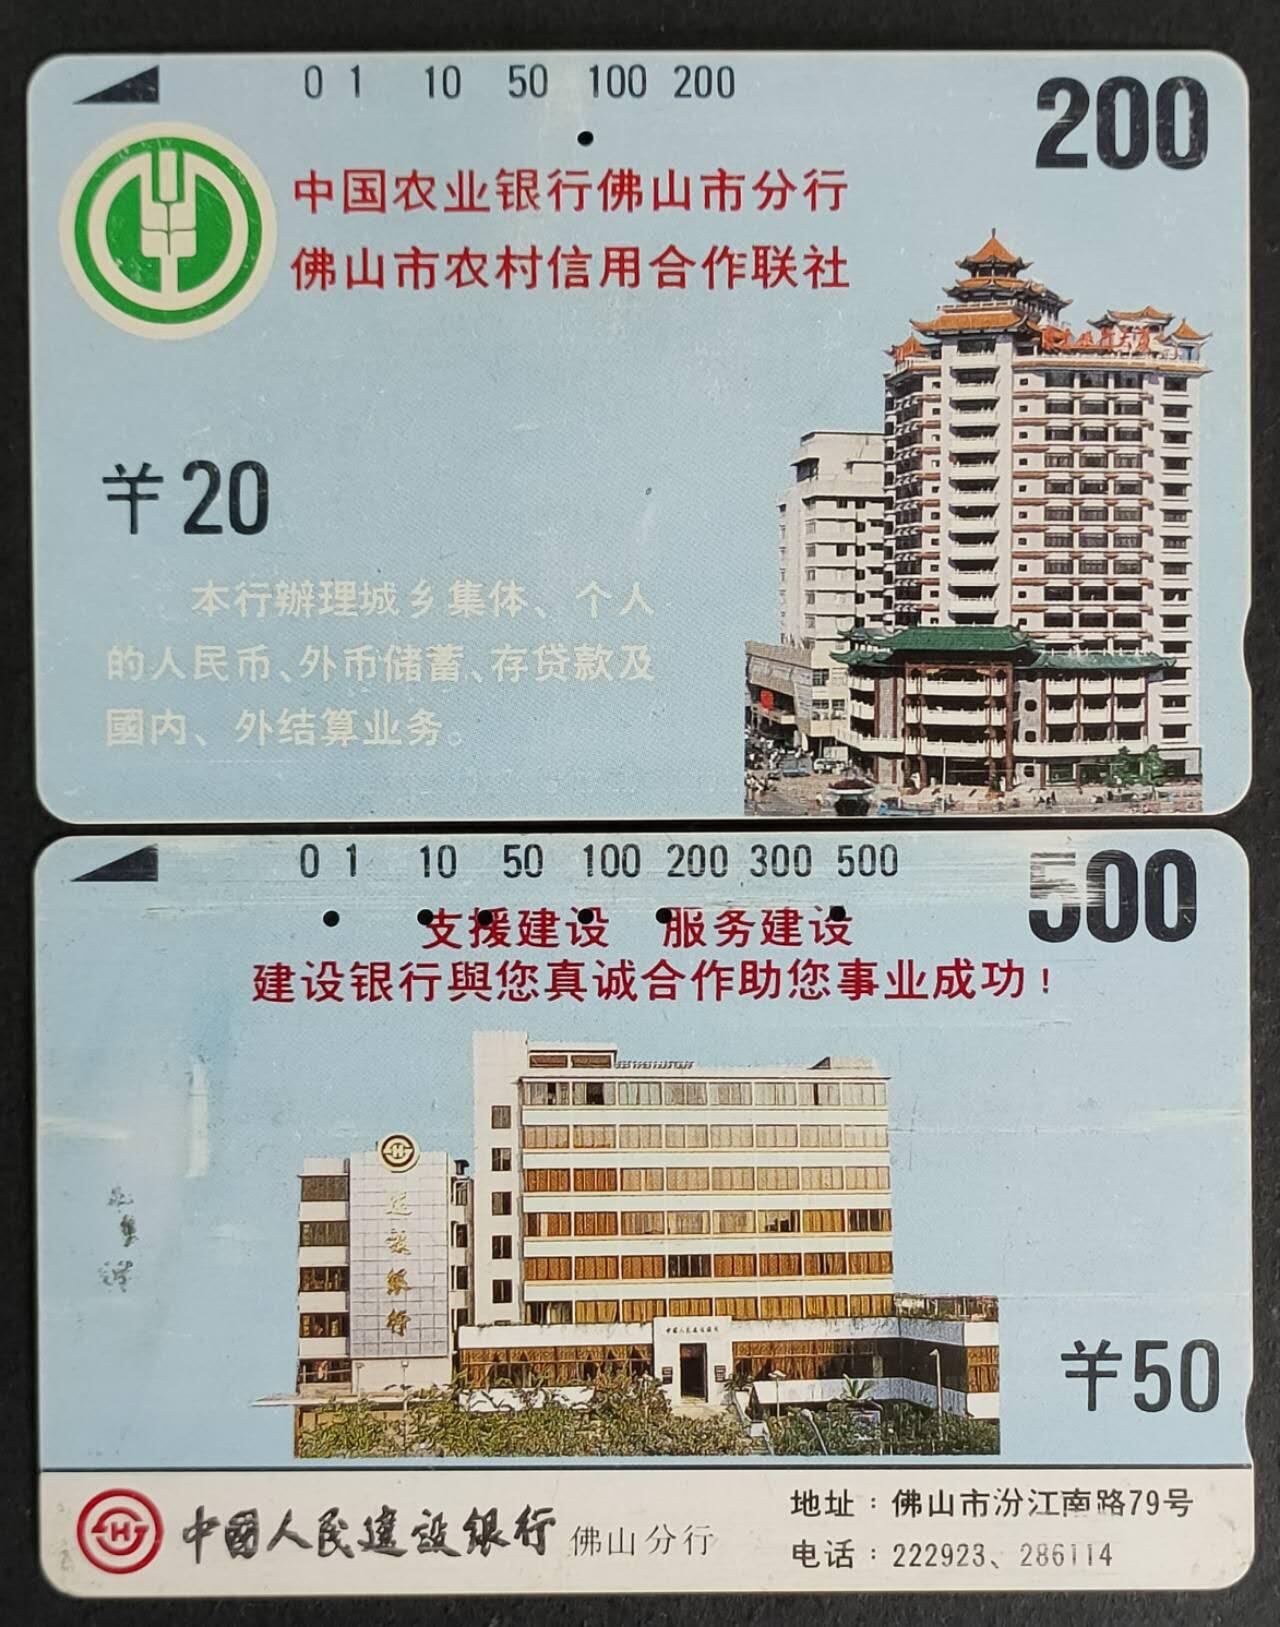 0 1 10 50 100 200
200
中国农业银行佛山市分行
佛山市农村信用合作联社
¥20
本行辦理城乡集体、个人
的人民币、外币储蓄、存贷款及
國内、外结算业务。
0 1 10 50 100 200 300 500
500
支援建设 服务建设
建设银行與您真诚合作助您事业成功！
建设银行
¥50
中國人民建设银行 佛山分行
地址：佛山市汾江南路79号
电话：222923、286114